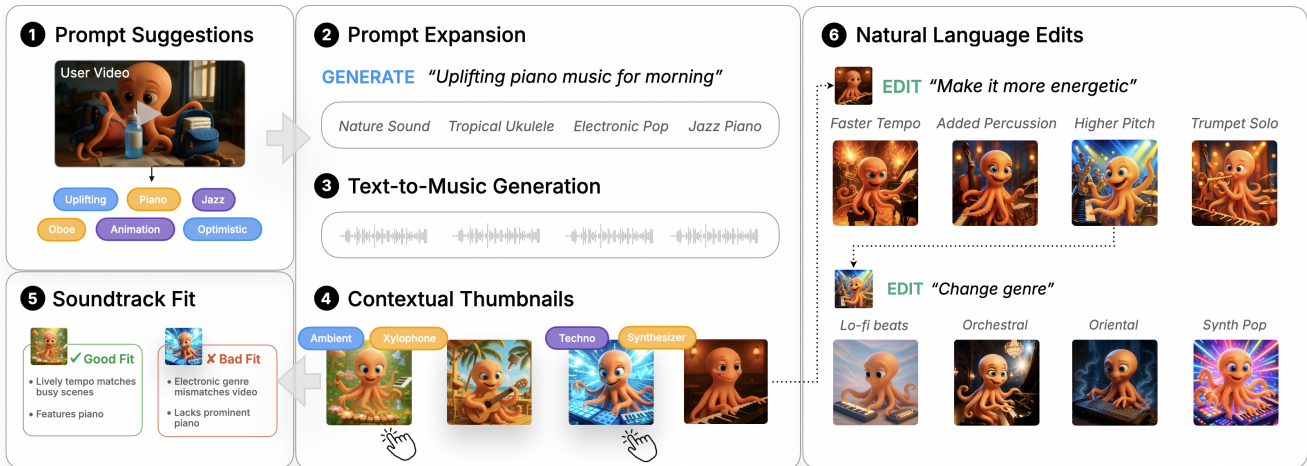 1 Prompt Suggestions
User Video
Uplifting Piano Jazz
Oboe Animation Optimistic
2 Prompt Expansion
GENERATE “Uplifting piano music for morning”
Nature Sound Tropical Ukulele Electronic Pop Jazz Piano
3 Text-to-Music Generation
4 Contextual Thumbnails
Ambient Xylophone Techno Synthesizer
5 Soundtrack Fit
✓ Good Fit
• Lively tempo matches
busy scenes
• Features piano
✘ Bad Fit
• Electronic genre
mismatches video
• Lacks prominent
piano
6 Natural Language Edits
EDIT “Make it more energetic”
Faster Tempo Added Percussion Higher Pitch Trumpet Solo
EDIT “Change genre”
Lo-fi beats Orchestral Oriental Synth Pop